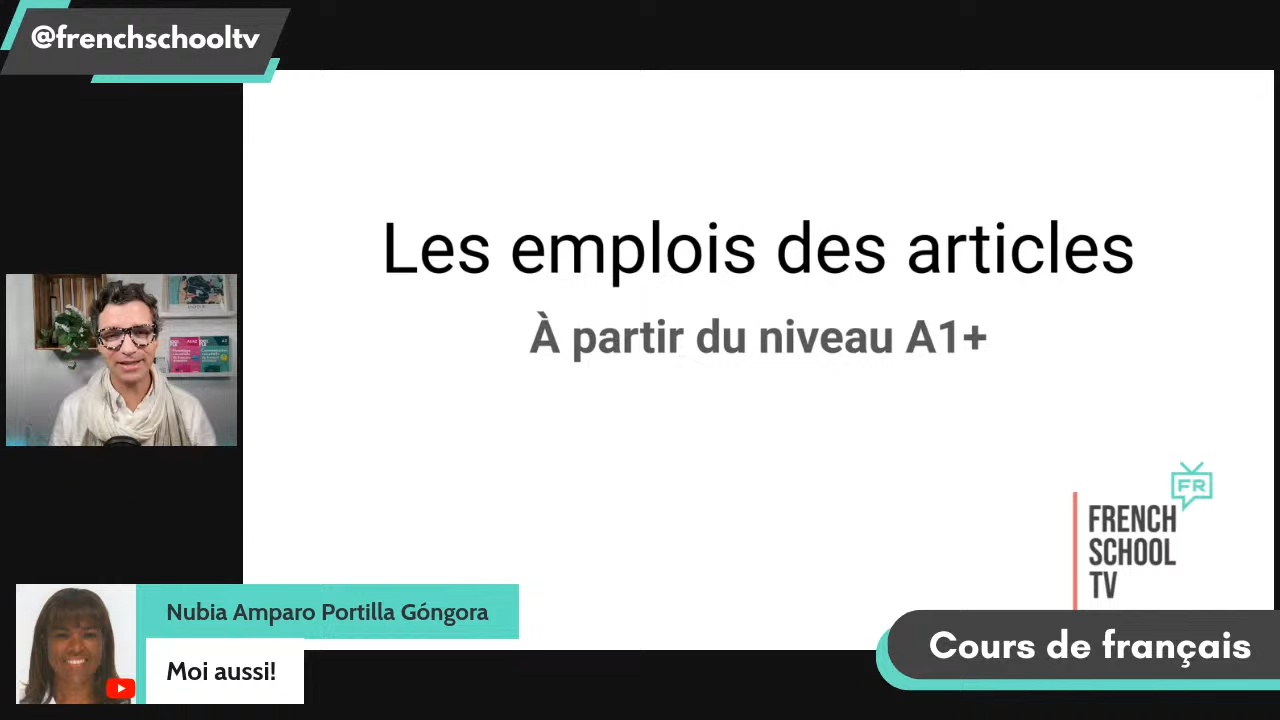 @frenchschooltv
Les emplois des articles
À partir du niveau A1+
FR
FRENCH
SCHOOL
TV
Nubia Amparo Portilla Góngora
Moi aussi!
Cours de français